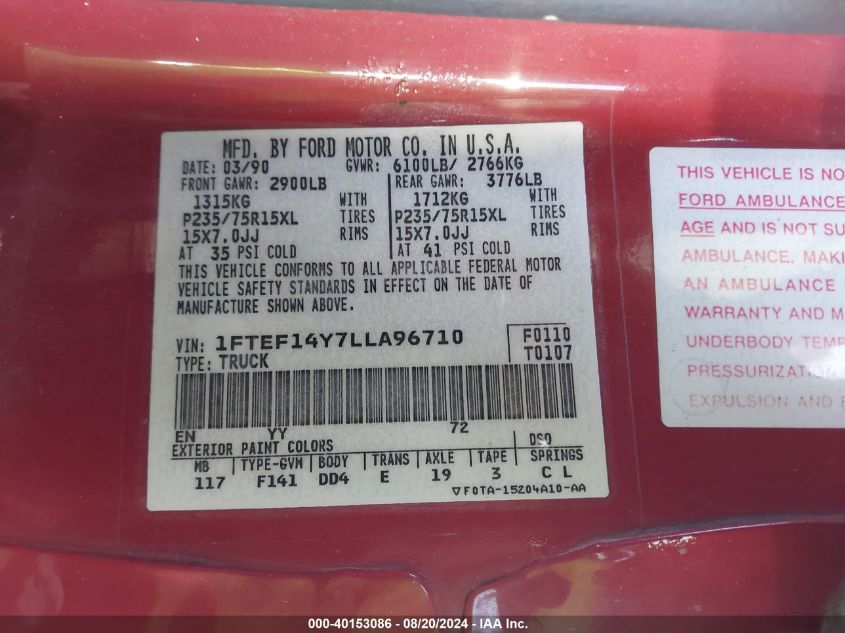 MFD. BY FORD MOTOR CO. IN U.S.A.
DATE: 03/90 GVWR: 6100LB/ 2766KG
FRONT GAWR: 2900LB REAR GAWR: 3776LB
1315KG WITH 1712KG WITH
P235/75R15XL TIRES P235/75R15XL TIRES
15X7.0JJ RIMS 15X7.0JJ RIMS
AT 35 PSI COLD AT 41 PSI COLD
THIS VEHICLE CONFORMS TO ALL APPLICABLE FEDERAL MOTOR
VEHICLE SAFETY STANDARDS IN EFFECT ON THE DATE OF
MANUFACTURE SHOWN ABOVE.
VIN: 1FTEF14Y7LLA96710 F0110
TYPE: TRUCK T0107
EN YY 72
EXTERIOR PAINT COLORS DSO
MB TYPE-GVM BODY TRANS AXLE TAPE SPRINGS
117 F141 DD4 E 19 3 C L
▽F0TA-15204A10-AA
THIS VEHICLE IS NO
FORD AMBULANCE
AGE AND IS NOT SU
AMBULANCE. MAKI
AN AMBULANCE
WARRANTY AND M
UNDERBODY TEMP
PRESSURIZATION
EXPULSION AND F
000-40153086 - 08/20/2024 - IAA Inc.